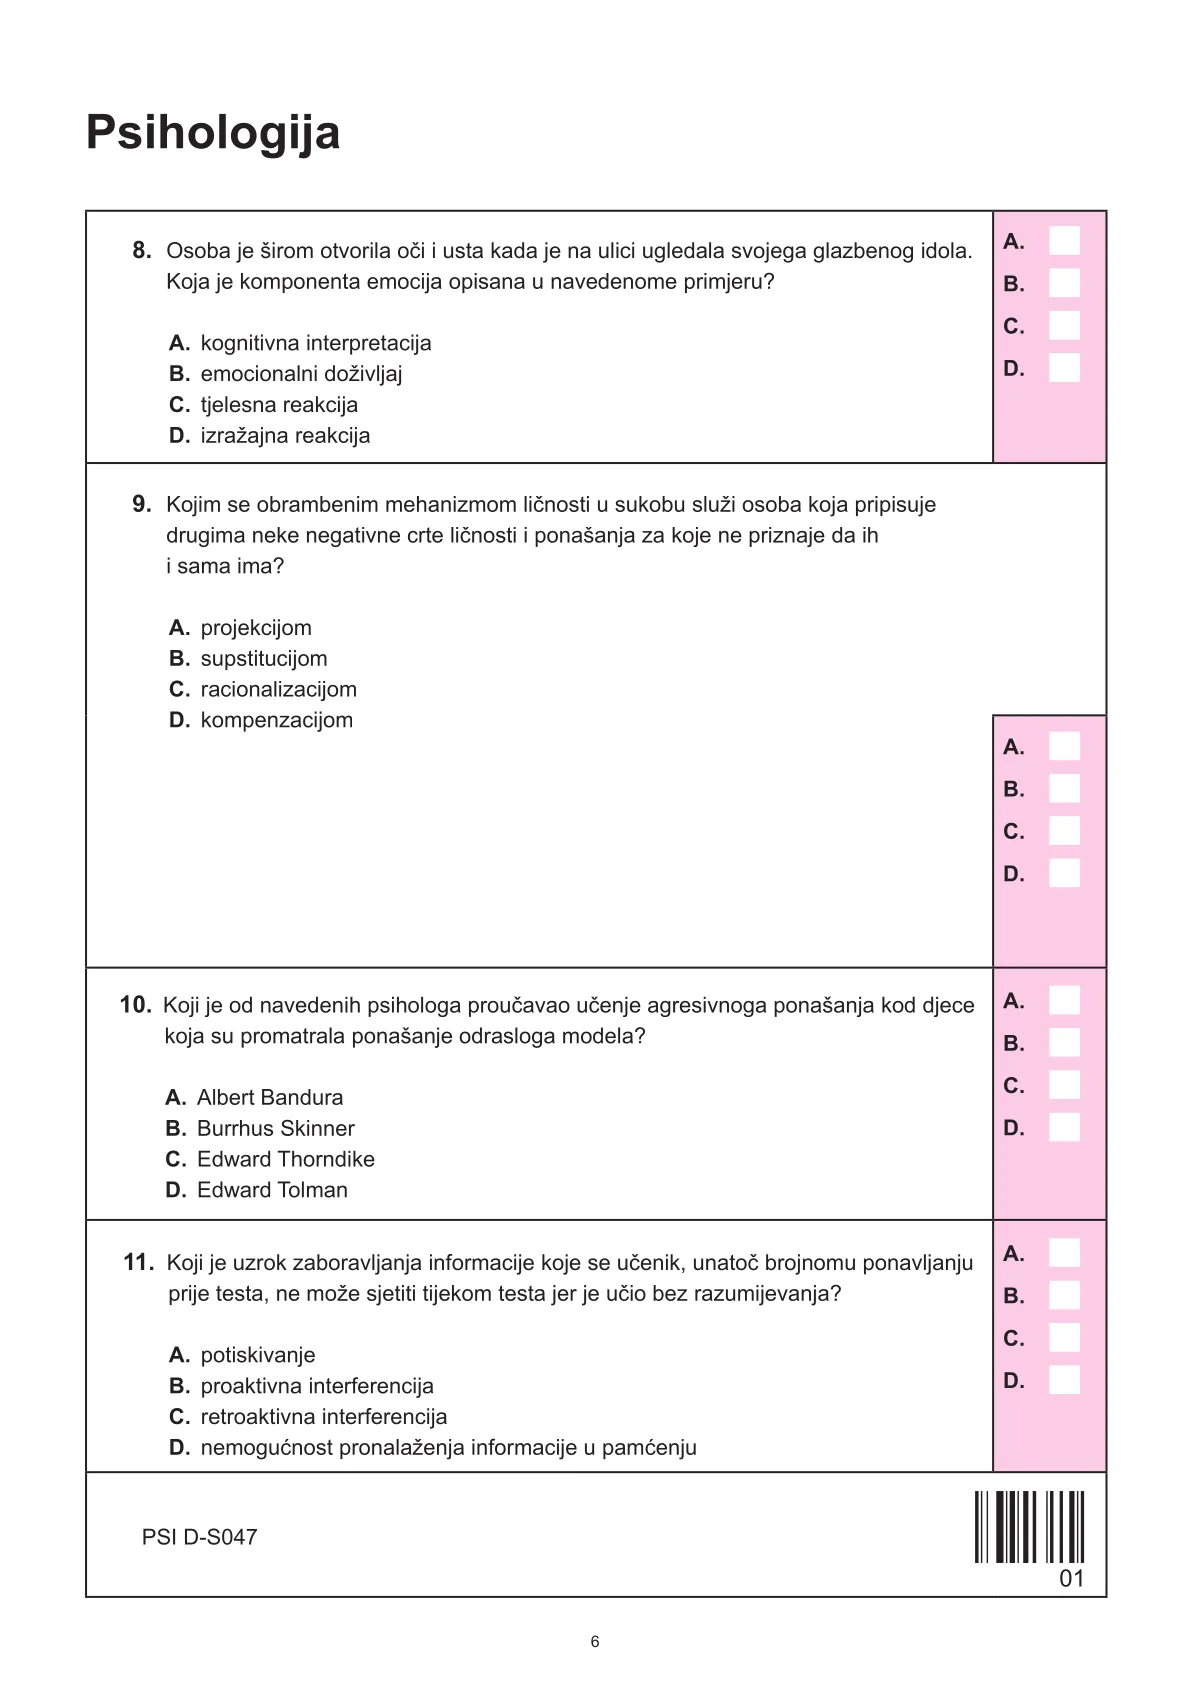 Psihologija
8. Osoba je širom otvorila oči i usta kada je na ulici ugledala svojega glazbenog idola.
Koja je komponenta emocija opisana u navedenome primjeru?
A. kognitivna interpretacija
B. emocionalni doživljaj
C. tjelesna reakcija
D. izražajna reakcija
A.
B.
C.
D.
9. Kojim se obrambenim mehanizmom ličnosti u sukobu služi osoba koja pripisuje
drugima neke negativne crte ličnosti i ponašanja za koje ne priznaje da ih
i sama ima?
A. projekcijom
B. supstitucijom
C. racionalizacijom
D. kompenzacijom
A.
B.
C.
D.
10. Koji je od navedenih psihologa proučavao učenje agresivnoga ponašanja kod djece
koja su promatrala ponašanje odrasloga modela?
A. Albert Bandura
B. Burrhus Skinner
C. Edward Thorndike
D. Edward Tolman
A.
B.
C.
D.
11. Koji je uzrok zaboravljanja informacije koje se učenik, unatoč brojnomu ponavljanju
prije testa, ne može sjetiti tijekom testa jer je učio bez razumijevanja?
A. potiskivanje
B. proaktivna interferencija
C. retroaktivna interferencija
D. nemogućnost pronalaženja informacije u pamćenju
A.
B.
C.
D.
PSI D-S047
01
6